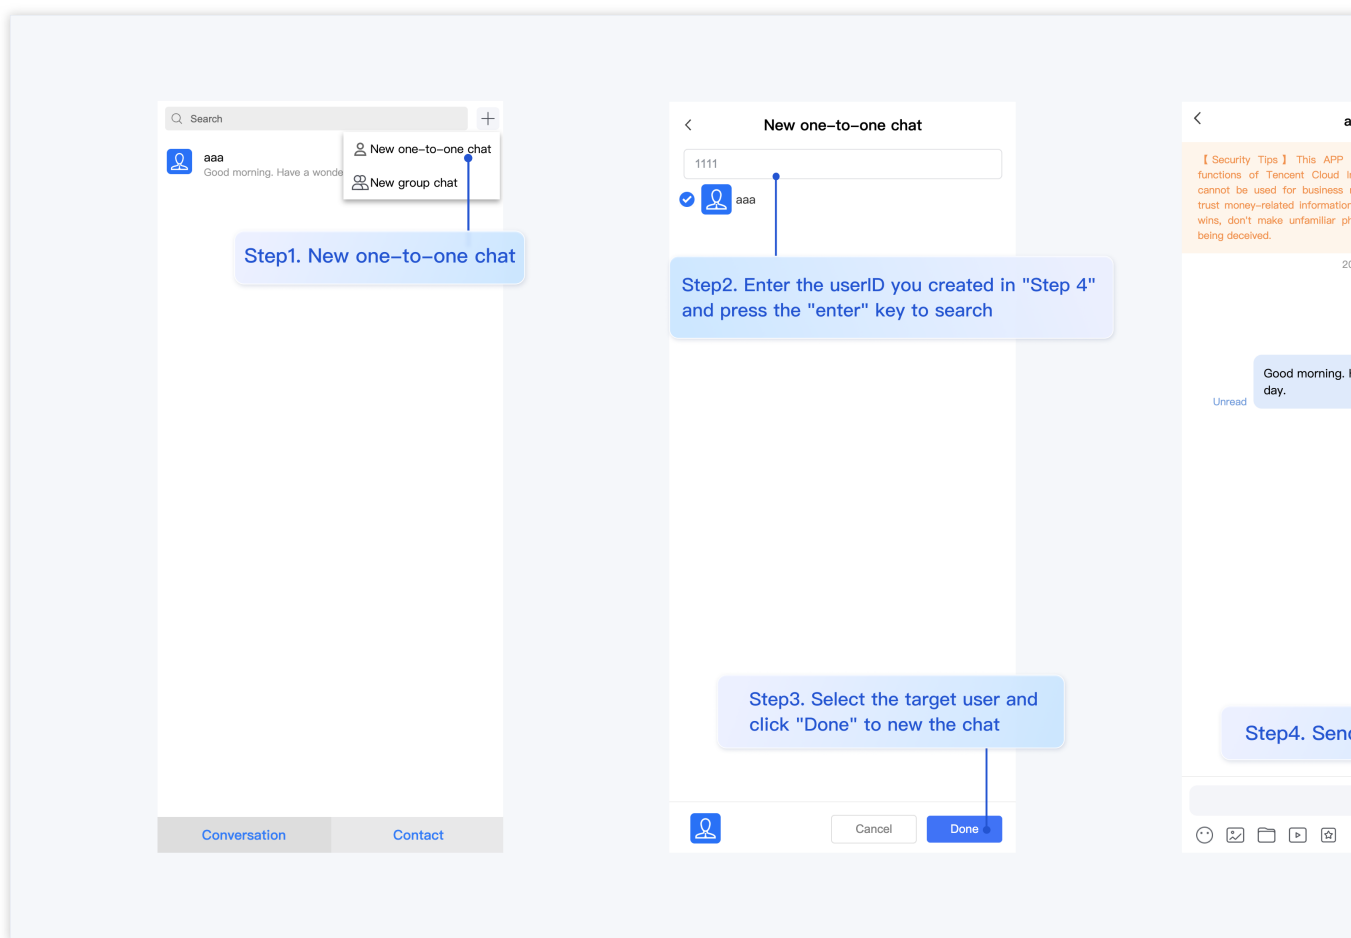 Search
aaa
Good morning. Have a wonde
New one-to-one chat
New group chat
Step1. New one-to-one chat
Conversation
Contact
New one-to-one chat
1111
aaa
Step2. Enter the userID you created in "Step 4"
and press the "enter" key to search
Step3. Select the target user and
click "Done" to new the chat
Cancel
Done
a
【 Security Tips 】 This APP
functions of Tencent Cloud I
cannot be used for business
trust money-related information
wins, don't make unfamiliar ph
being deceived.
20
Good morning. H
day.
Unread
Step4. Send